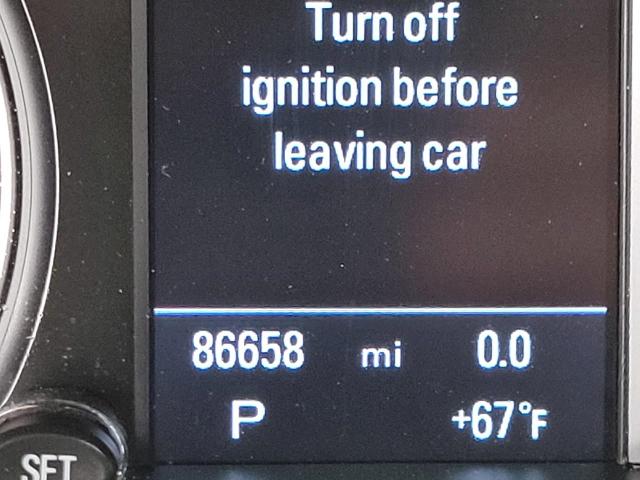 Turn off
ignition before
leaving car
86658 mi 0.0
P +67°F
SET